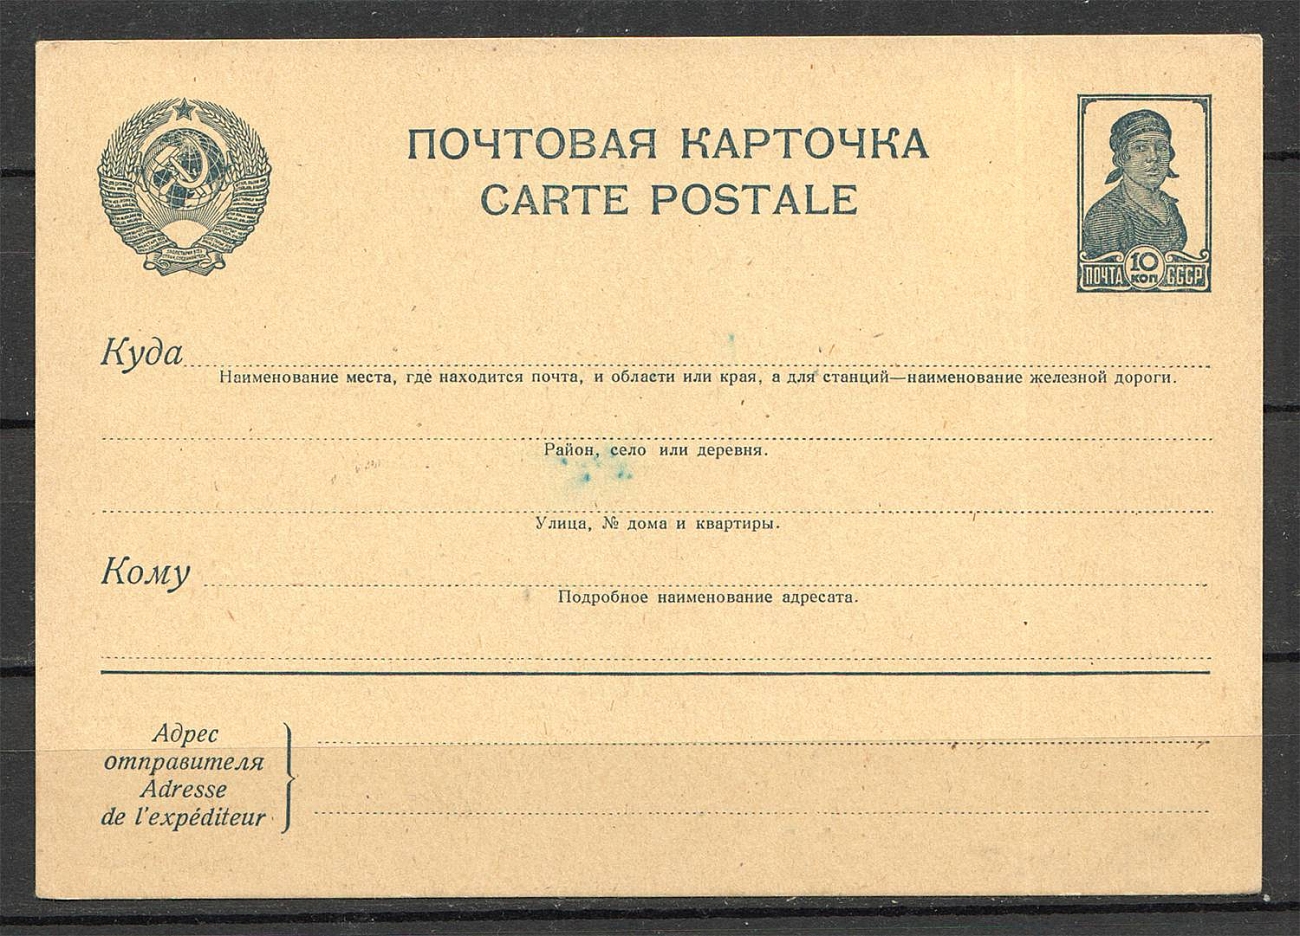 ПОЧТОВАЯ КАРТОЧКА
CARTE POSTALE
ПОЧТА 10 КОП СССР
Куда
Наименование места, где находится почта, и области или края, а для станций—наименование железной дороги.
Район, село или деревня.
Улица, № дома и квартиры.
Кому
Подробное наименование адресата.
Адрес
отправителя
Adresse
de l'expéditeur